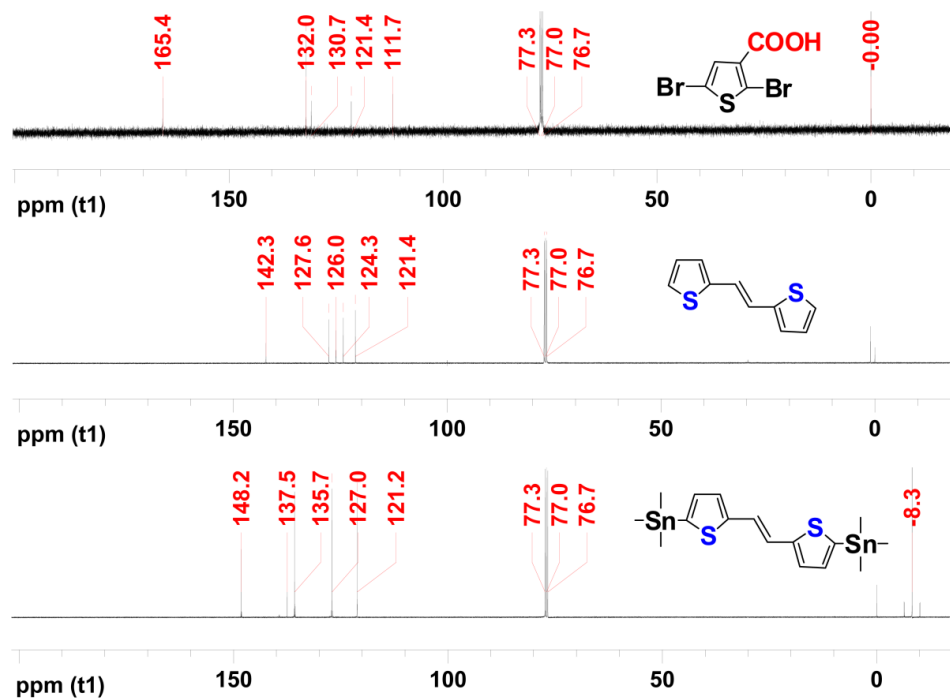 165.4 132.0 130.7 121.4 111.7 77.3 77.0 76.7 -0.00
COOH
Br S Br
150 100 50 0
ppm (t1)
142.3 127.6 126.0 124.3 121.4 77.3 77.0 76.7
S S
150 100 50 0
ppm (t1)
148.2 137.5 135.7 127.0 121.2 77.3 77.0 76.7 -8.3
Sn S S Sn
150 100 50 0
ppm (t1)